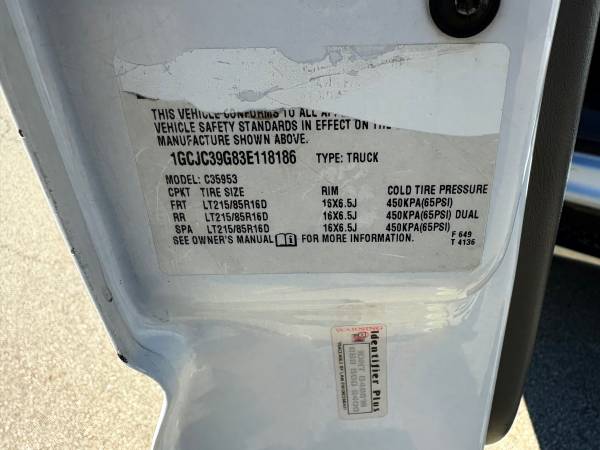 THIS VEHICLE CONFORMS TO ALL
VEHICLE SAFETY STANDARDS IN EFFECT ON THE
MANUFACTURE SHOWN ABOVE.
1GCJC39G83E118186 TYPE: TRUCK
MODEL: C35953
CPKT TIRE SIZE RIM COLD TIRE PRESSURE
FRT LT215/85R16D 16X6.5J 450KPA(65PSI)
RR LT215/85R16D 16X6.5J 450KPA(65PSI) DUAL
SPA LT215/85R16D 16X6.5J 450KPA(65PSI)
SEE OWNER'S MANUAL FOR MORE INFORMATION.
F 649
T 4136
WARNING
Identifier Plus